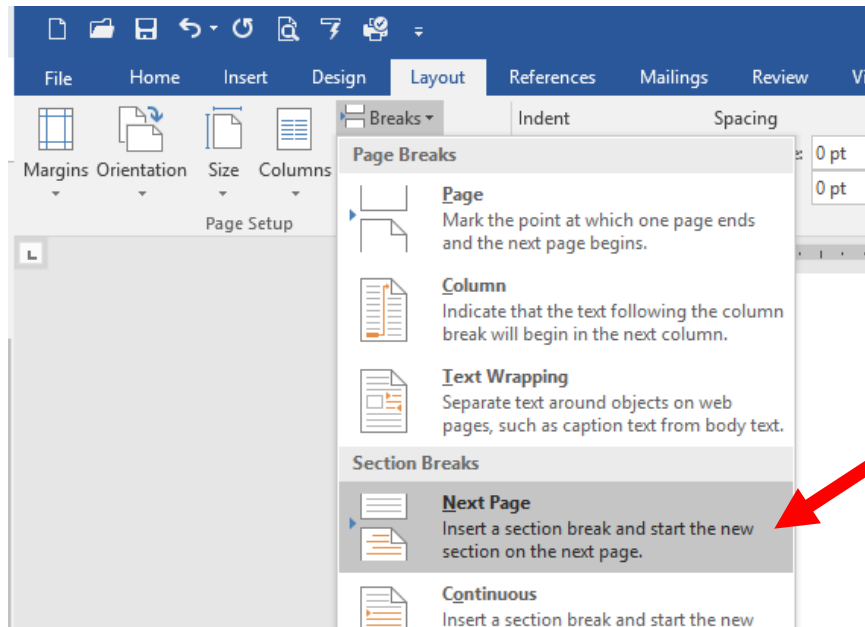 File Home Insert Design Layout References Mailings Review
Breaks Indent Spacing
Margins Orientation Size Columns
Page Setup
0 pt
0 pt
Page Breaks
Page
Mark the point at which one page ends
and the next page begins.
Column
Indicate that the text following the column
break will begin in the next column.
Text Wrapping
Separate text around objects on web
pages, such as caption text from body text.
Section Breaks
Next Page
Insert a section break and start the new
section on the next page.
Continuous
Insert a section break and start the new